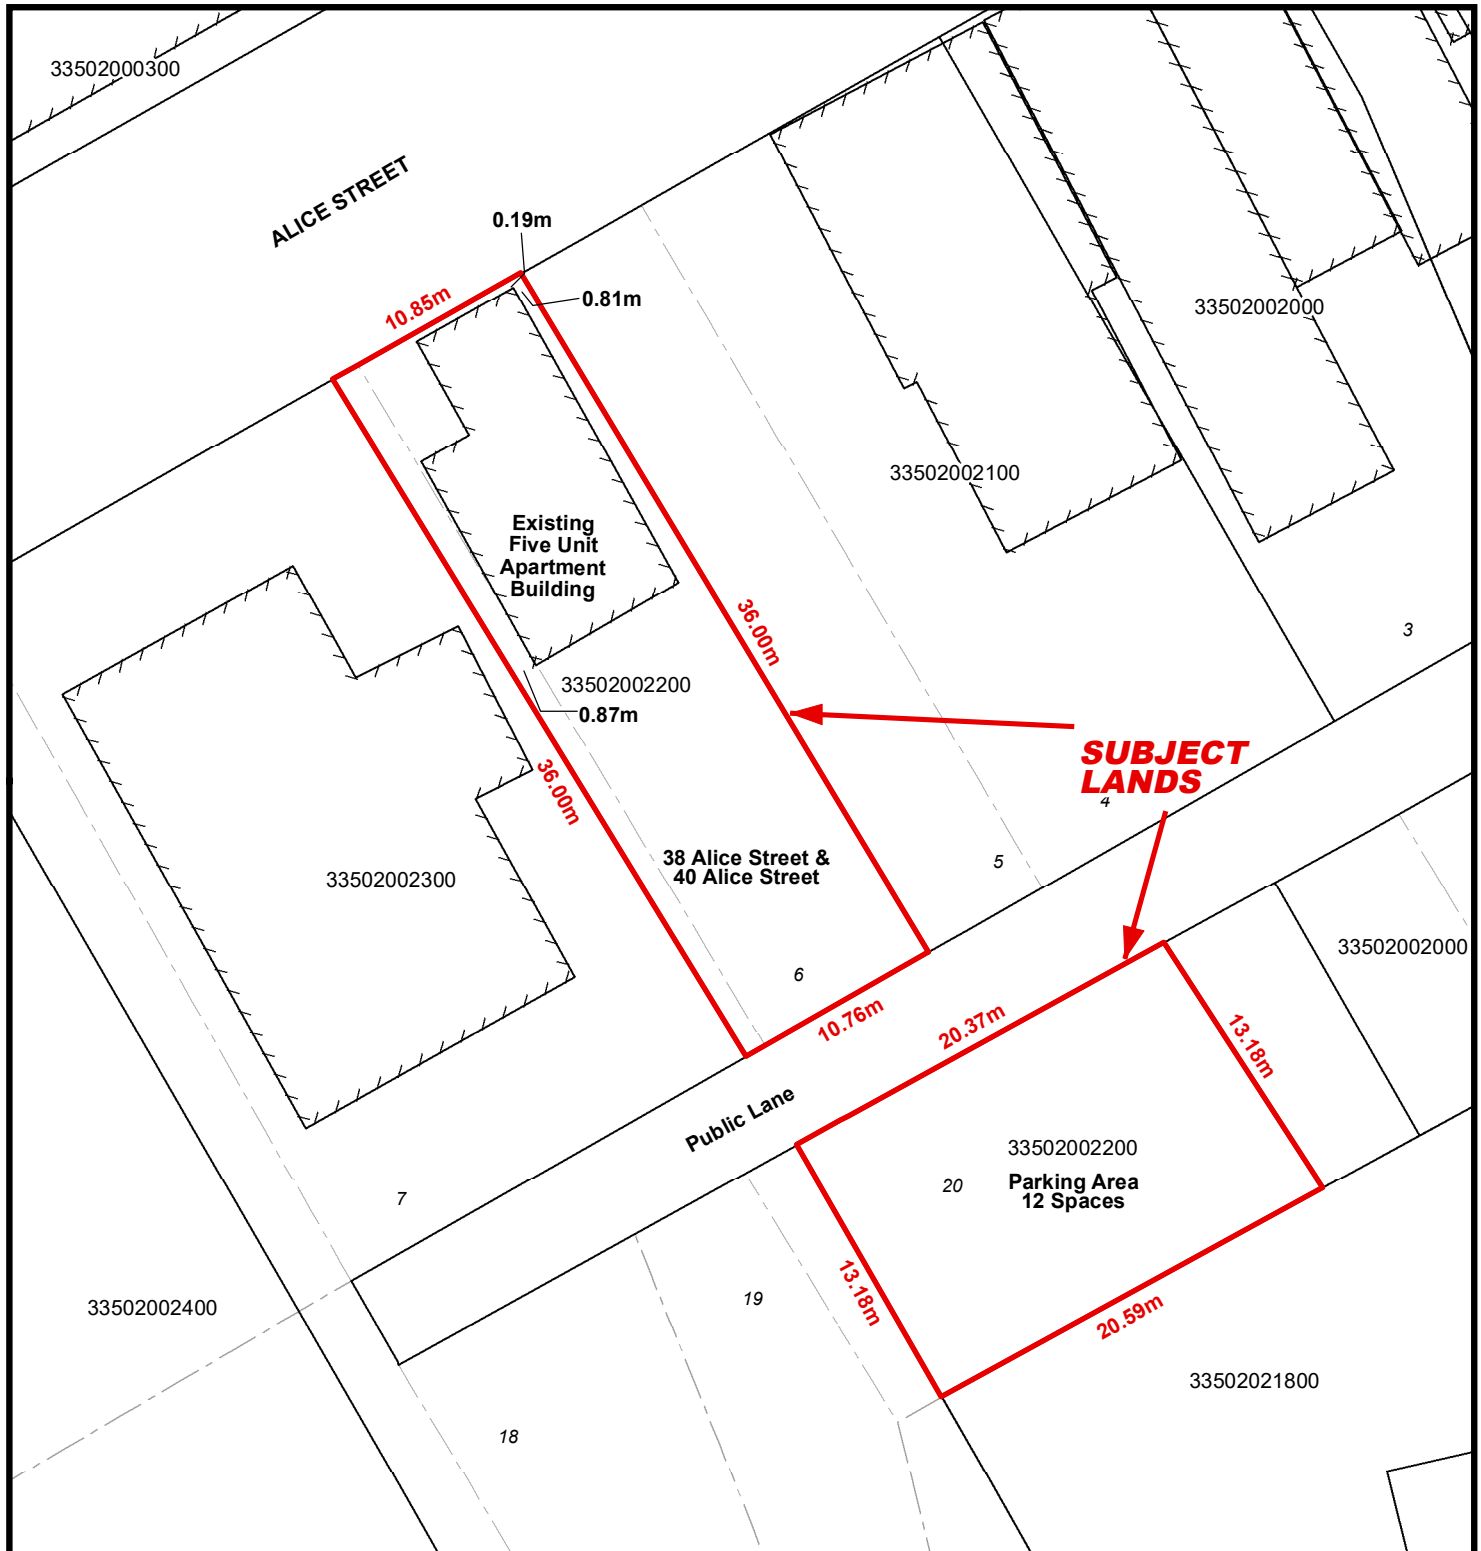 33502000300
ALICE STREET
0.19m
10.85m
0.81m
33502002000
33502002100
Existing
Five Unit
Apartment
Building
36.00m
3
33502002200
0.87m
SUBJECT
LANDS
36.00m
4
38 Alice Street &
40 Alice Street
5
33502002300
33502002000
6
10.76m
20.37m
13.18m
Public Lane
33502002200
20
Parking Area
12 Spaces
7
13.18m
19
33502002400
20.59m
33502021800
18